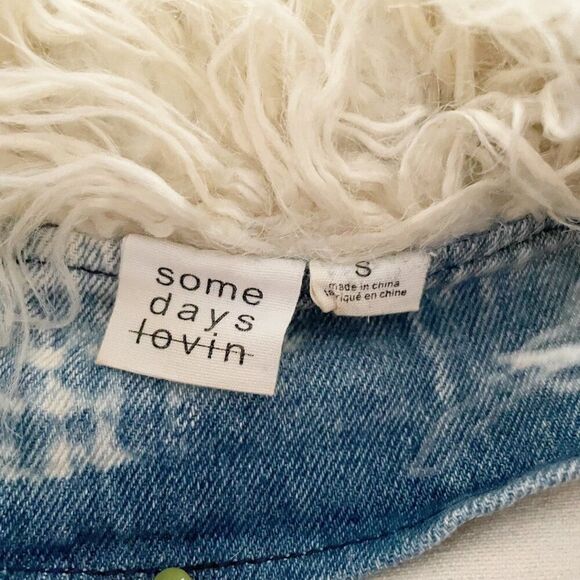 some
days
lovin
S
made in china
fabriqué en chine